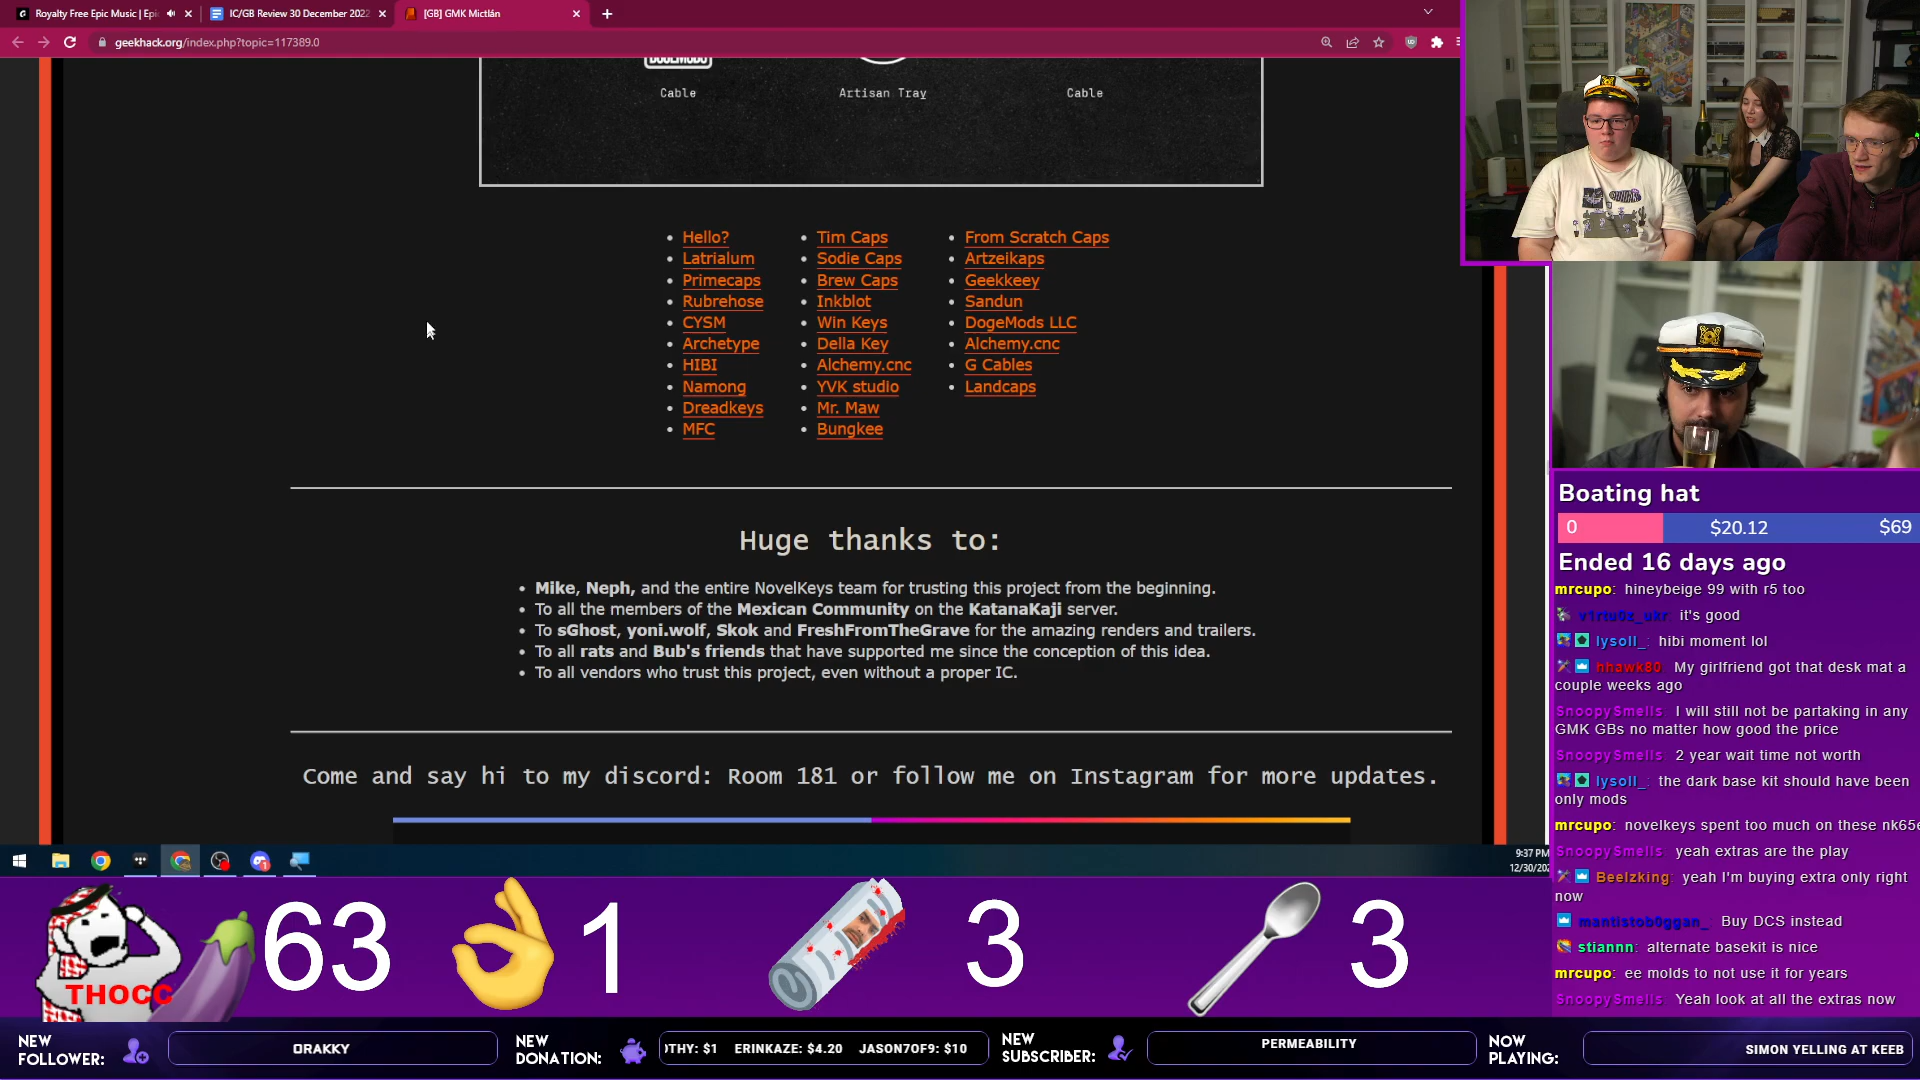 Royalty Free Epic Music | Epi
IC/GB Review 30 December 2022
[GB] GMK Mictlán
geekhack.org/index.php?topic=117389.0
DOGEMODS
Cable
Artisan Tray
Cable
Hello?
Latrialum
Primecaps
Rubrehose
CYSM
Archetype
HIBI
Namong
Dreadkeys
MFC
Tim Caps
Sodie Caps
Brew Caps
Inkblot
Win Keys
Della Key
Alchemy.cnc
YVK studio
Mr. Maw
Bungkee
From Scratch Caps
Artzeikaps
Geekkeey
Sandun
DogeMods LLC
Alchemy.cnc
G Cables
Landcaps
Huge thanks to:
Mike, Neph, and the entire NovelKeys team for trusting this project from the beginning.
To all the members of the Mexican Community on the KatanaKaji server.
To sGhost, yoni.wolf, Skok and FreshFromTheGrave for the amazing renders and trailers.
To all rats and Bub's friends that have supported me since the conception of this idea.
To all vendors who trust this project, even without a proper IC.
Come and say hi to my discord: Room 181 or follow me on Instagram for more updates.
9:37 PM
12/30/202
Boating hat
0 $20.12 $69
Ended 16 days ago
mrcupo: hineybeige 99 with r5 too
v1rtu0z_ukr: it's good
lysoll_: hibi moment lol
hhawk80: My girlfriend got that desk mat a
couple weeks ago
SnoopySmells: I will still not be partaking in any
GMK GBs no matter how good the price
SnoopySmells: 2 year wait time not worth
lysoll_: the dark base kit should have been
only mods
mrcupo: novelkeys spent too much on these nk65e
SnoopySmells: yeah extras are the play
Beelzking: yeah I'm buying extra only right
now
mantistob0ggan_: Buy DCS instead
stiannn: alternate basekit is nice
mrcupo: ee molds to not use it for years
SnoopySmells: Yeah look at all the extras now
THOCC
63
1
3
3
NEW
FOLLOWER:
DRAKKY
NEW
DONATION:
OTHY: $1 ERINKAZE: $4.20 JASON7OF9: $10
NEW
SUBSCRIBER:
PERMEABILITY
NOW
PLAYING:
SIMON YELLING AT KEEB